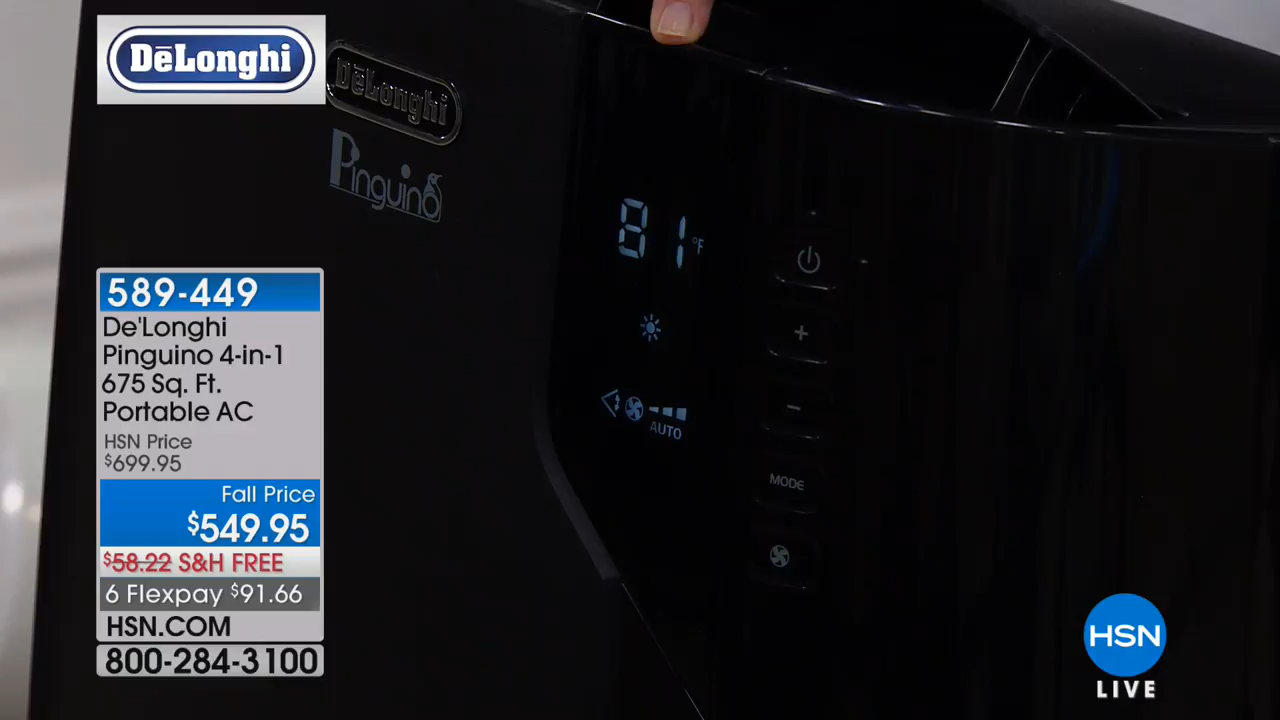 DeLonghi
DeLonghi
Pinguino
81 °F
AUTO
MODE
589-449
De'Longhi
Pinguino 4-in-1
675 Sq. Ft.
Portable AC
HSN Price
$699.95
Fall Price
$549.95
$58.22 S&H FREE
6 Flexpay $91.66
HSN.COM
800-284-3100
HSN
LIVE